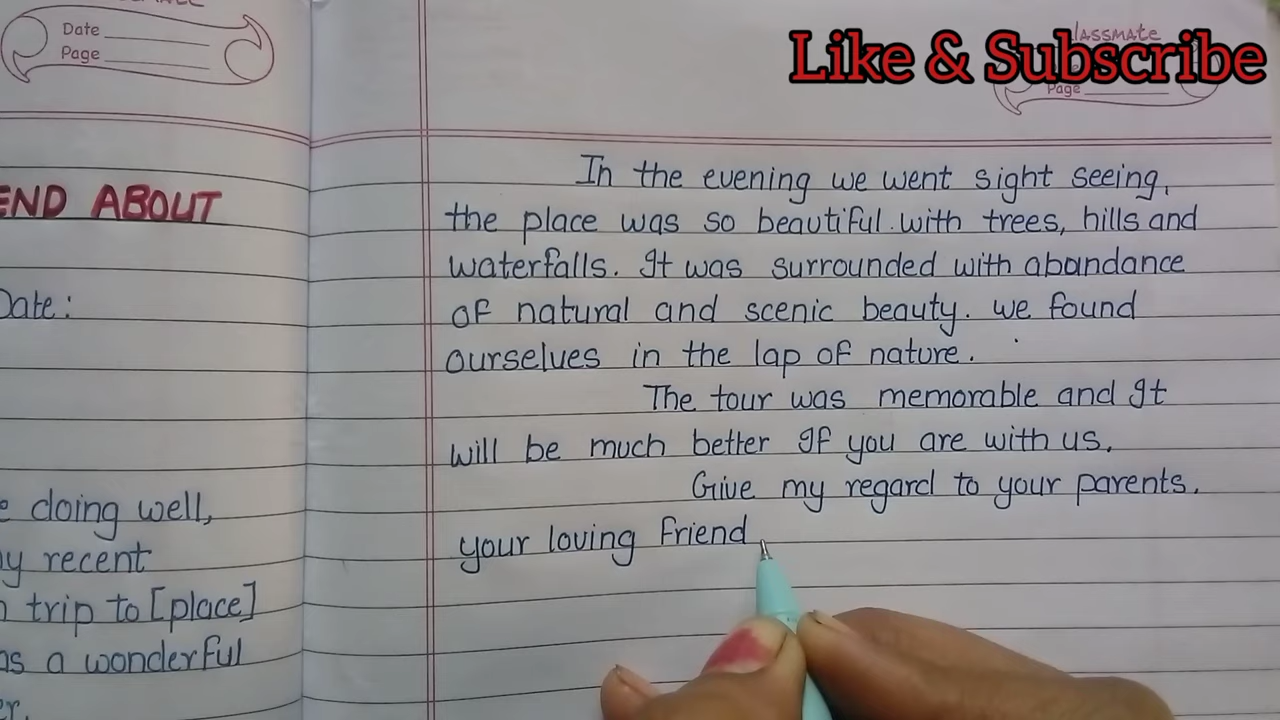 Date
Page
Like & Subscribe
classmate
Page
END ABOUT
Date:
doing well,
recent
trip to [place]
a wonderful
In the evening we went sight seeing,
the place was so beautiful with trees, hills and
waterfalls. It was surrounded with abandance
of natural and scenic beauty. we found
ourselves in the lap of nature.
The tour was memorable and It
will be much better If you are with us.
Give my regard to your parents.
your loving friend